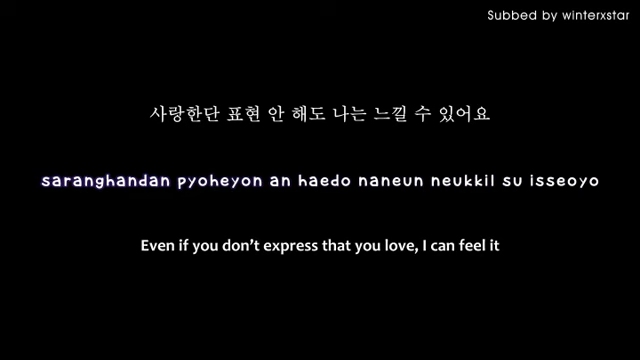 Subbed by winterxstar
사랑한단 표현 안 해도 나는 느낄 수 있어요
saranghandan pyoheyon an haedo naneun neukkil su isseoyo
Even if you don't express that you love, I can feel it